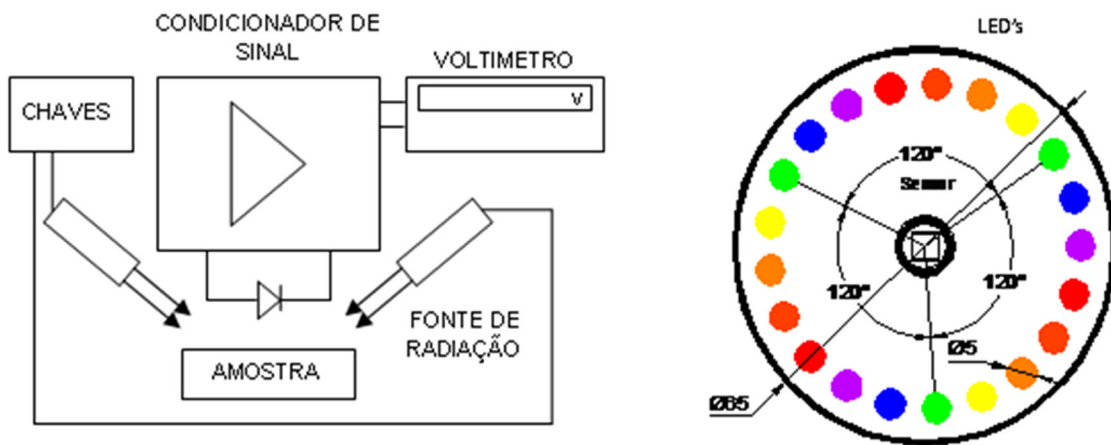 CONDICIONADOR DE
SINAL
VOLTIMETRO
V
CHAVES
FONTE DE
RADIAÇÃO
AMOSTRA
LED's
120°
Sensor
120°
120°
Ø5
Ø65